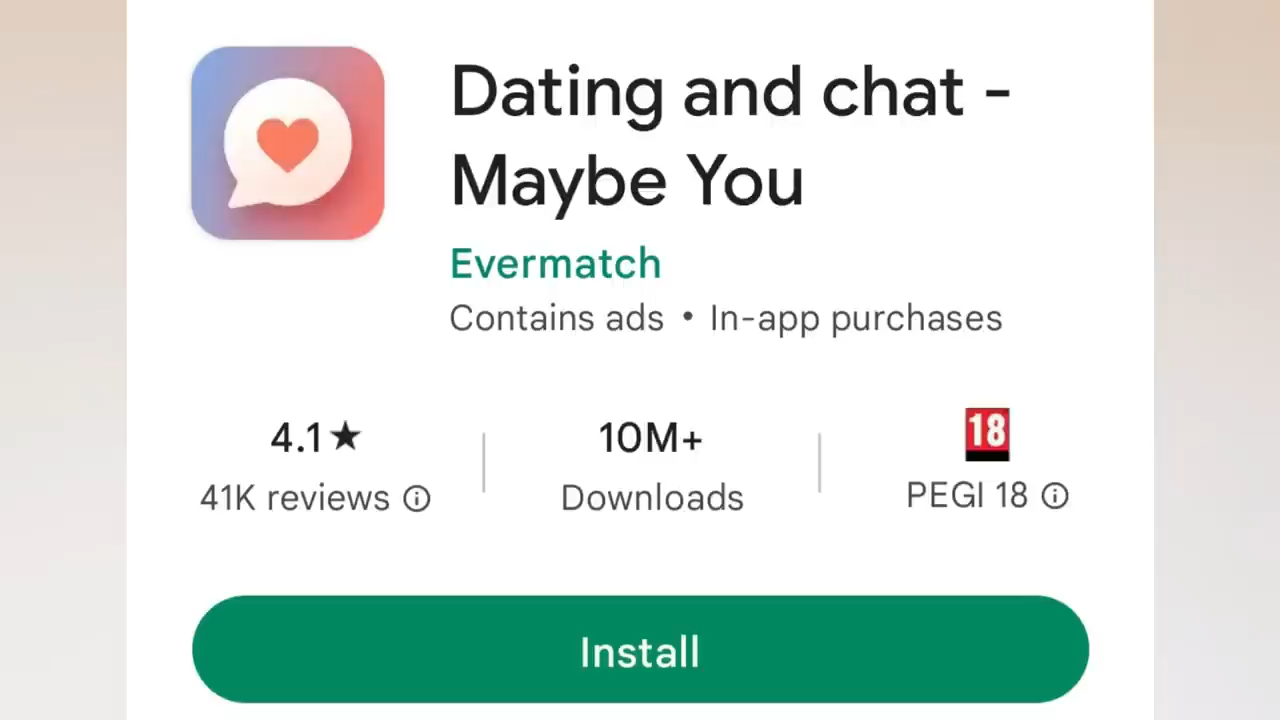 Dating and chat -
Maybe You
Evermatch
Contains ads • In-app purchases
4.1★
41K reviews
10M+
Downloads
18
PEGI 18
Install